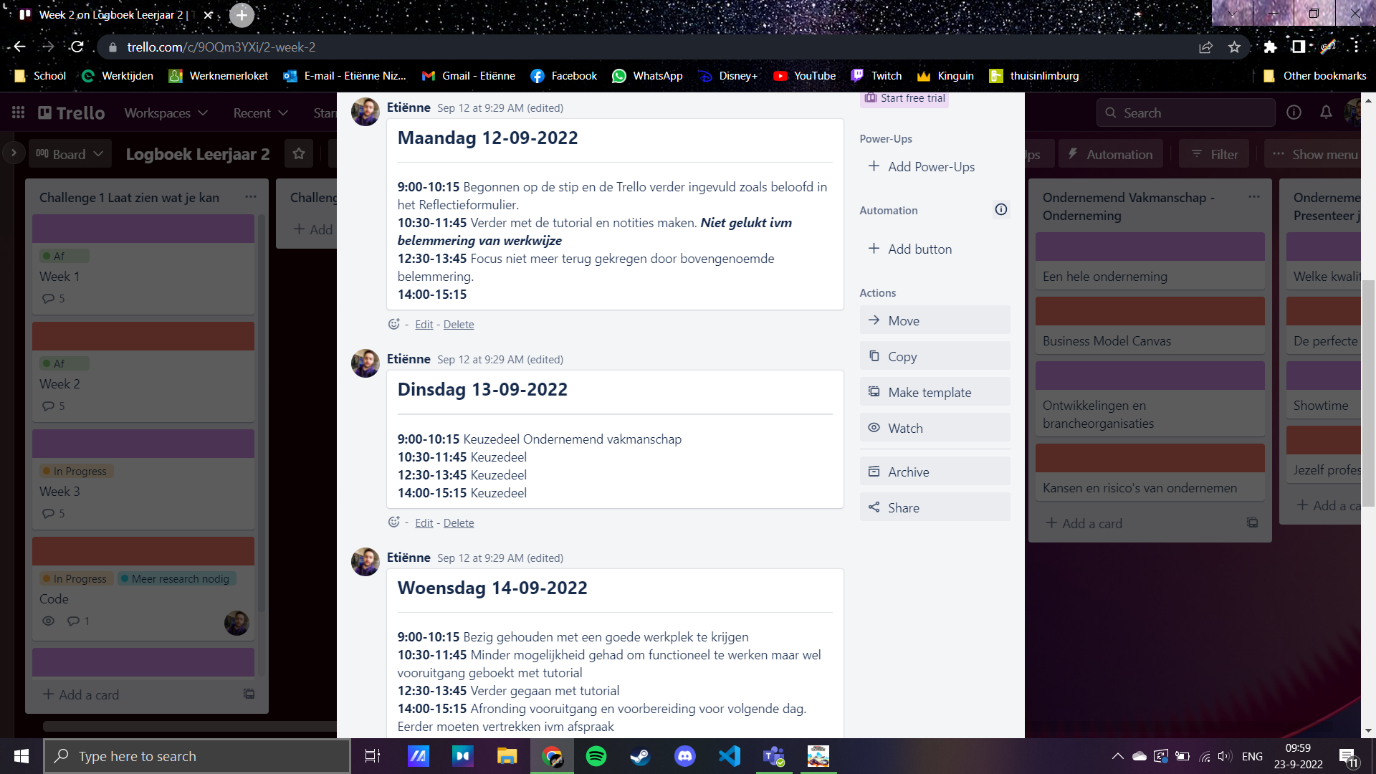 Week 2 on Logboek Leerjaar 2 |
trello.com/c/9OQm3YXi/2-week-2
School
Werktijden
Werknemerloket
E-mail - Etiënne Niz...
Gmail - Etiënne
Facebook
WhatsApp
Disney+
YouTube
Twitch
Kinguin
thuisinlimburg
Other bookmarks
Trello
Workspaces
Recent
Search
Board
Logboek Leerjaar 2
Automation
Filter
Show menu
Challenge 1 Laat zien wat je kan
Af
Week 1
5
Af
Week 2
5
In Progress
Week 3
5
In Progress
Meer research nodig
Code
1
+ Add a card
+ Add
Etiënne Sep 12 at 9:29 AM (edited)
Maandag 12-09-2022
9:00-10:15 Begonnen op de stip en de Trello verder ingevuld zoals beloofd in
het Reflectieformulier.
10:30-11:45 Verder met de tutorial en notities maken. Niet gelukt ivm
belemmering van werkwijze
12:30-13:45 Focus niet meer terug gekregen door bovengenoemde
belemmering.
14:00-15:15
- Edit - Delete
Etiënne Sep 12 at 9:29 AM (edited)
Dinsdag 13-09-2022
9:00-10:15 Keuzedeel Ondernemend vakmanschap
10:30-11:45 Keuzedeel
12:30-13:45 Keuzedeel
14:00-15:15 Keuzedeel
- Edit - Delete
Etiënne Sep 12 at 9:29 AM (edited)
Woensdag 14-09-2022
9:00-10:15 Bezig gehouden met een goede werkplek te krijgen
10:30-11:45 Minder mogelijkheid gehad om functioneel te werken maar wel
vooruitgang geboekt met tutorial
12:30-13:45 Verder gegaan met tutorial
14:00-15:15 Afronding vooruitgang en voorbereiding voor volgende dag.
Eerder moeten vertrekken ivm afspraak
Start free trial
Power-Ups
+ Add Power-Ups
Automation
+ Add button
Actions
Move
Copy
Make template
Watch
Archive
Share
Ondernemend Vakmanschap -
Onderneming
Een hele onderneming
Business Model Canvas
Ontwikkelingen en
brancheorganisaties
Kansen en risico's van ondernemen
+ Add a card
Presenteer
De perfecte
Showtime
Jezelf
+ Add a
Type here to search
ENG
09:59
23-9-2022
11